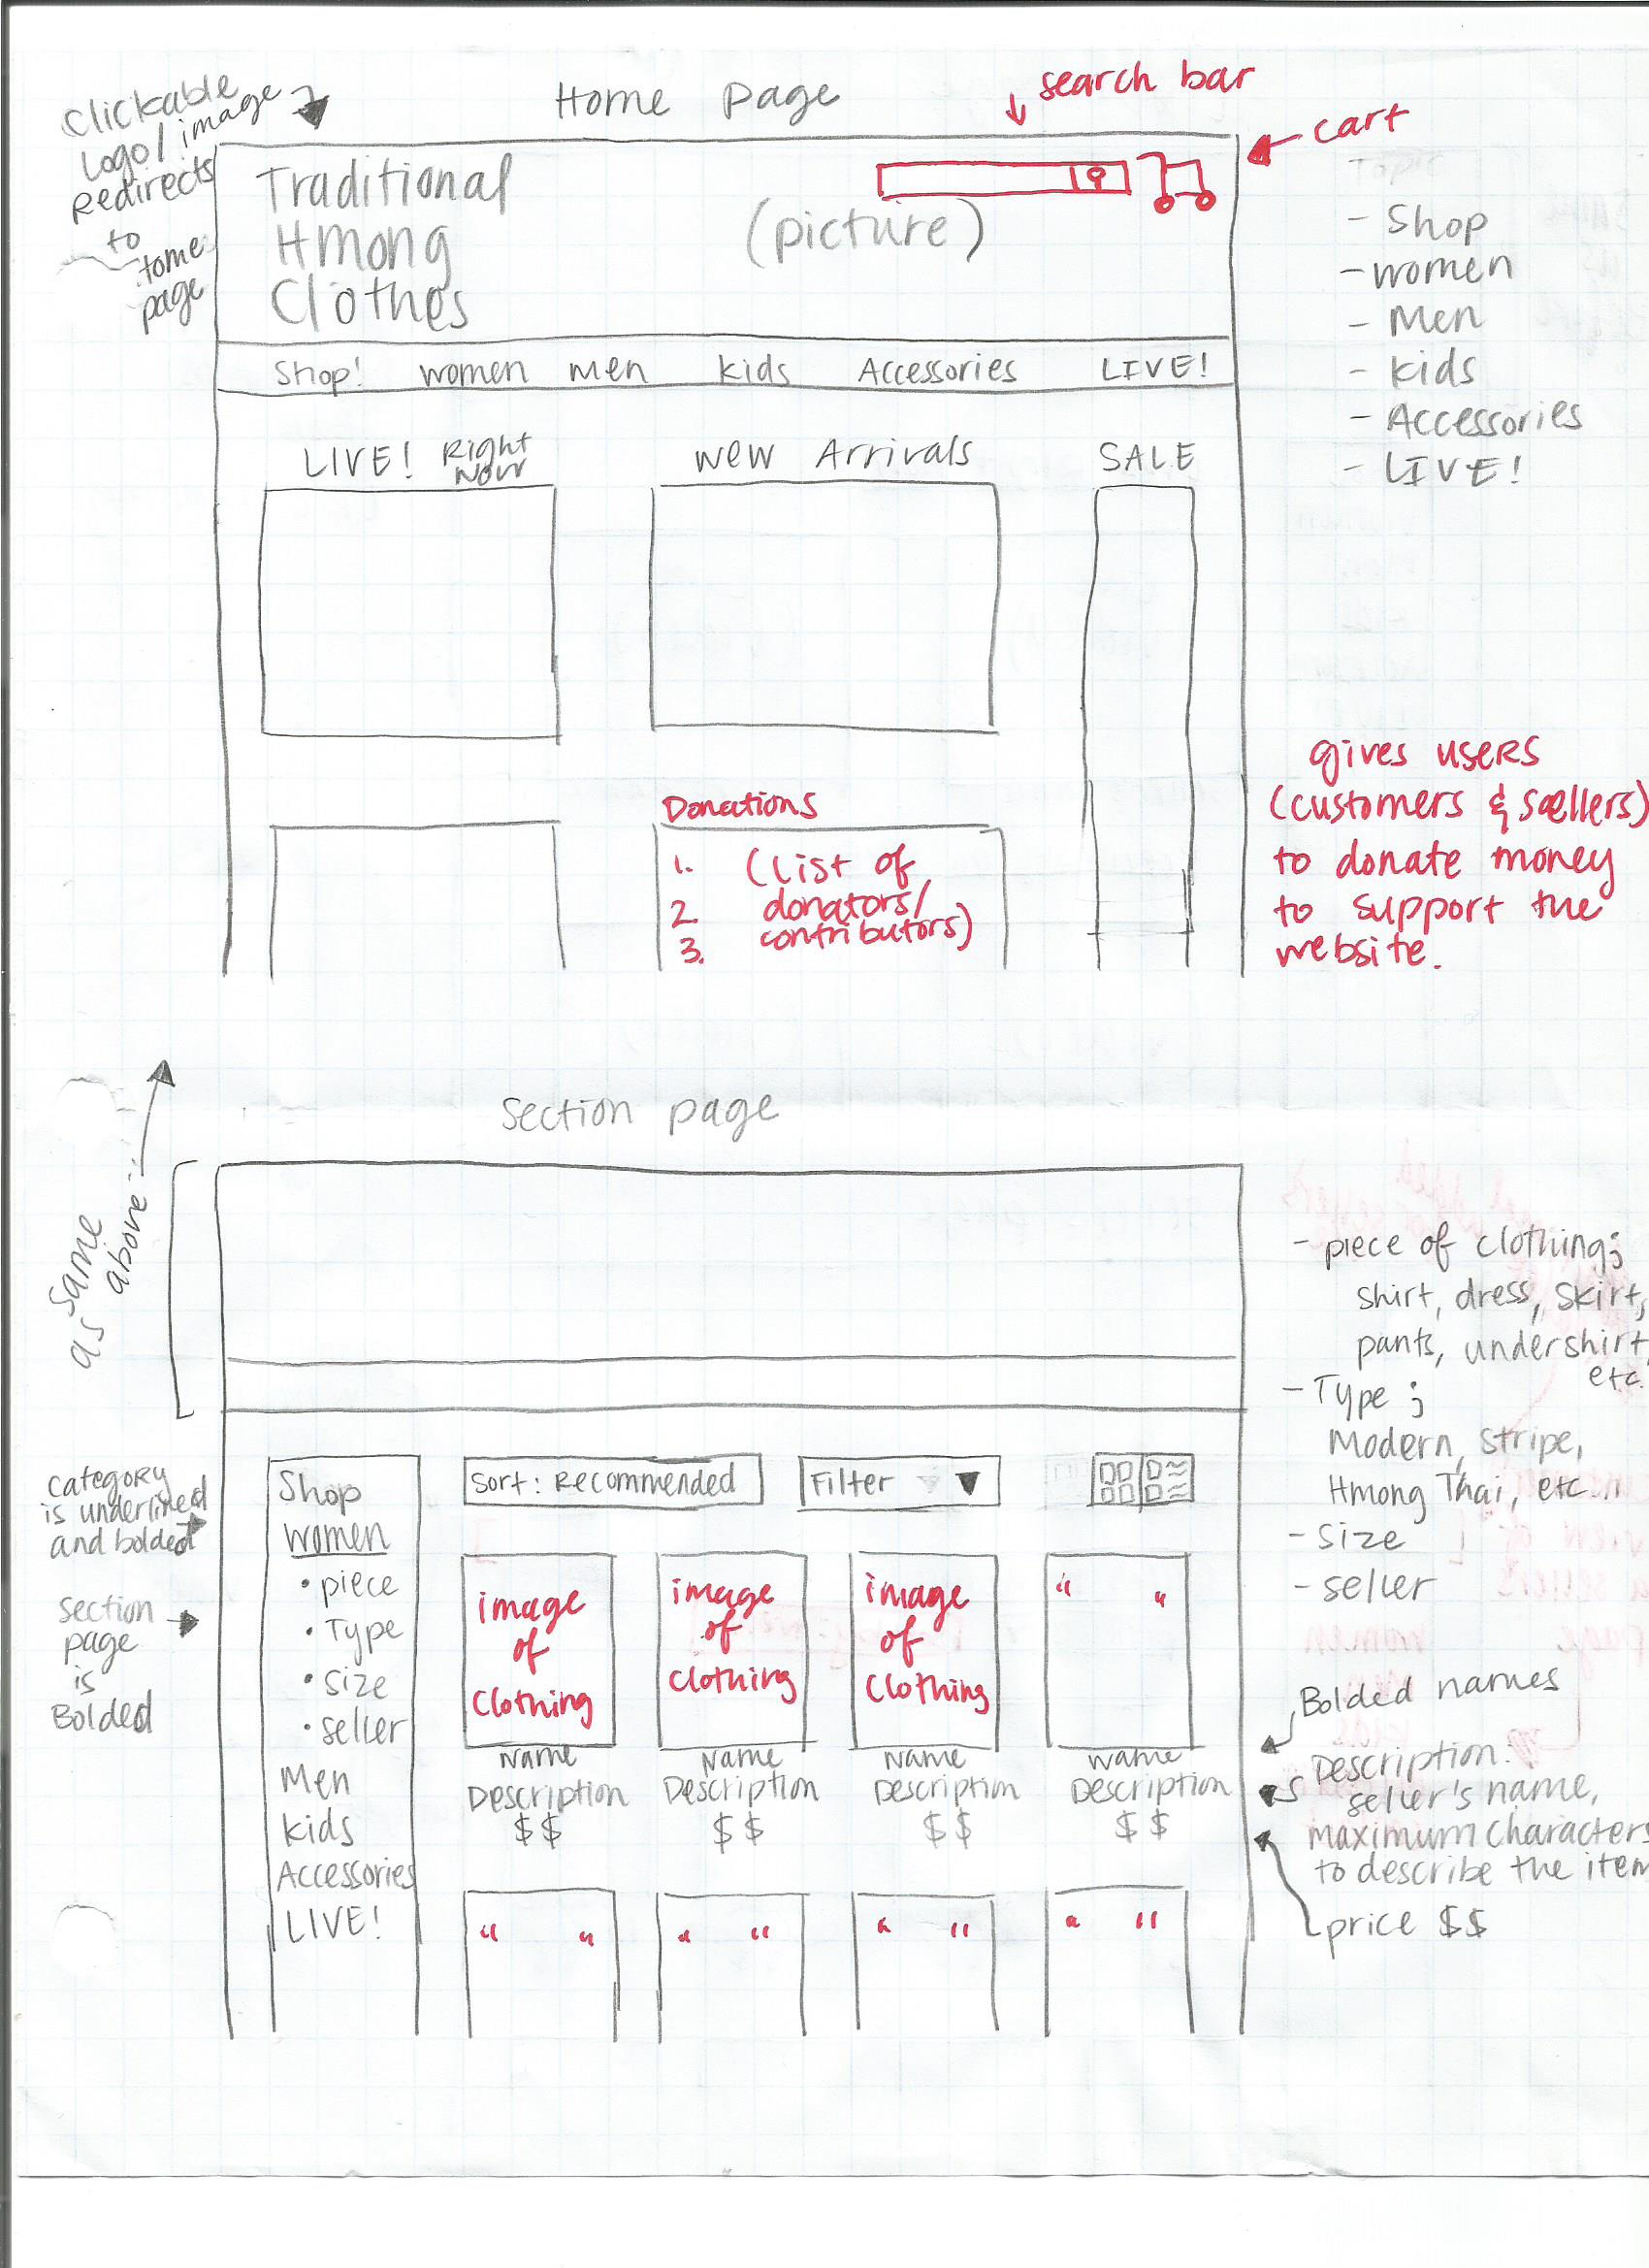 Home Page
search bar
cart
Clickable
Logo/image
Redirects
to
home
page
Traditional
Hmong
Clothes
(picture)
Topic
- Shop
- women
- Men
- kids
- Accessories
- LIVE!
Shop! women men kids Accessories LIVE!
LIVE! Right Now
New Arrivals
SALE
Donations
1. (List of
2. donators/
3. contributors)
gives users
(customers & sellers)
to donate money
to support the
website.
Section page
Same
as above
Category
is underlined
and bolded
section
page
is
Bolded
Shop
women
• piece
• Type
• size
• seller
Men
kids
Accessories
LIVE!
Sort: Recommended
Filter
image
of
clothing
image
of
clothing
image
of
clothing
" "
Name
Description
$$
Name
Description
$$
Name
Description
$$
Name
Description
$$
" "
" "
" "
" "
- piece of clothing;
shirt, dress, skirt,
pants, undershirt,
etc.
- Type ;
Modern, Stripe,
Hmong Thai, etc...
- size
- seller
Bolded names
Description:
seller's name,
maximum characters
to describe the item
price $$